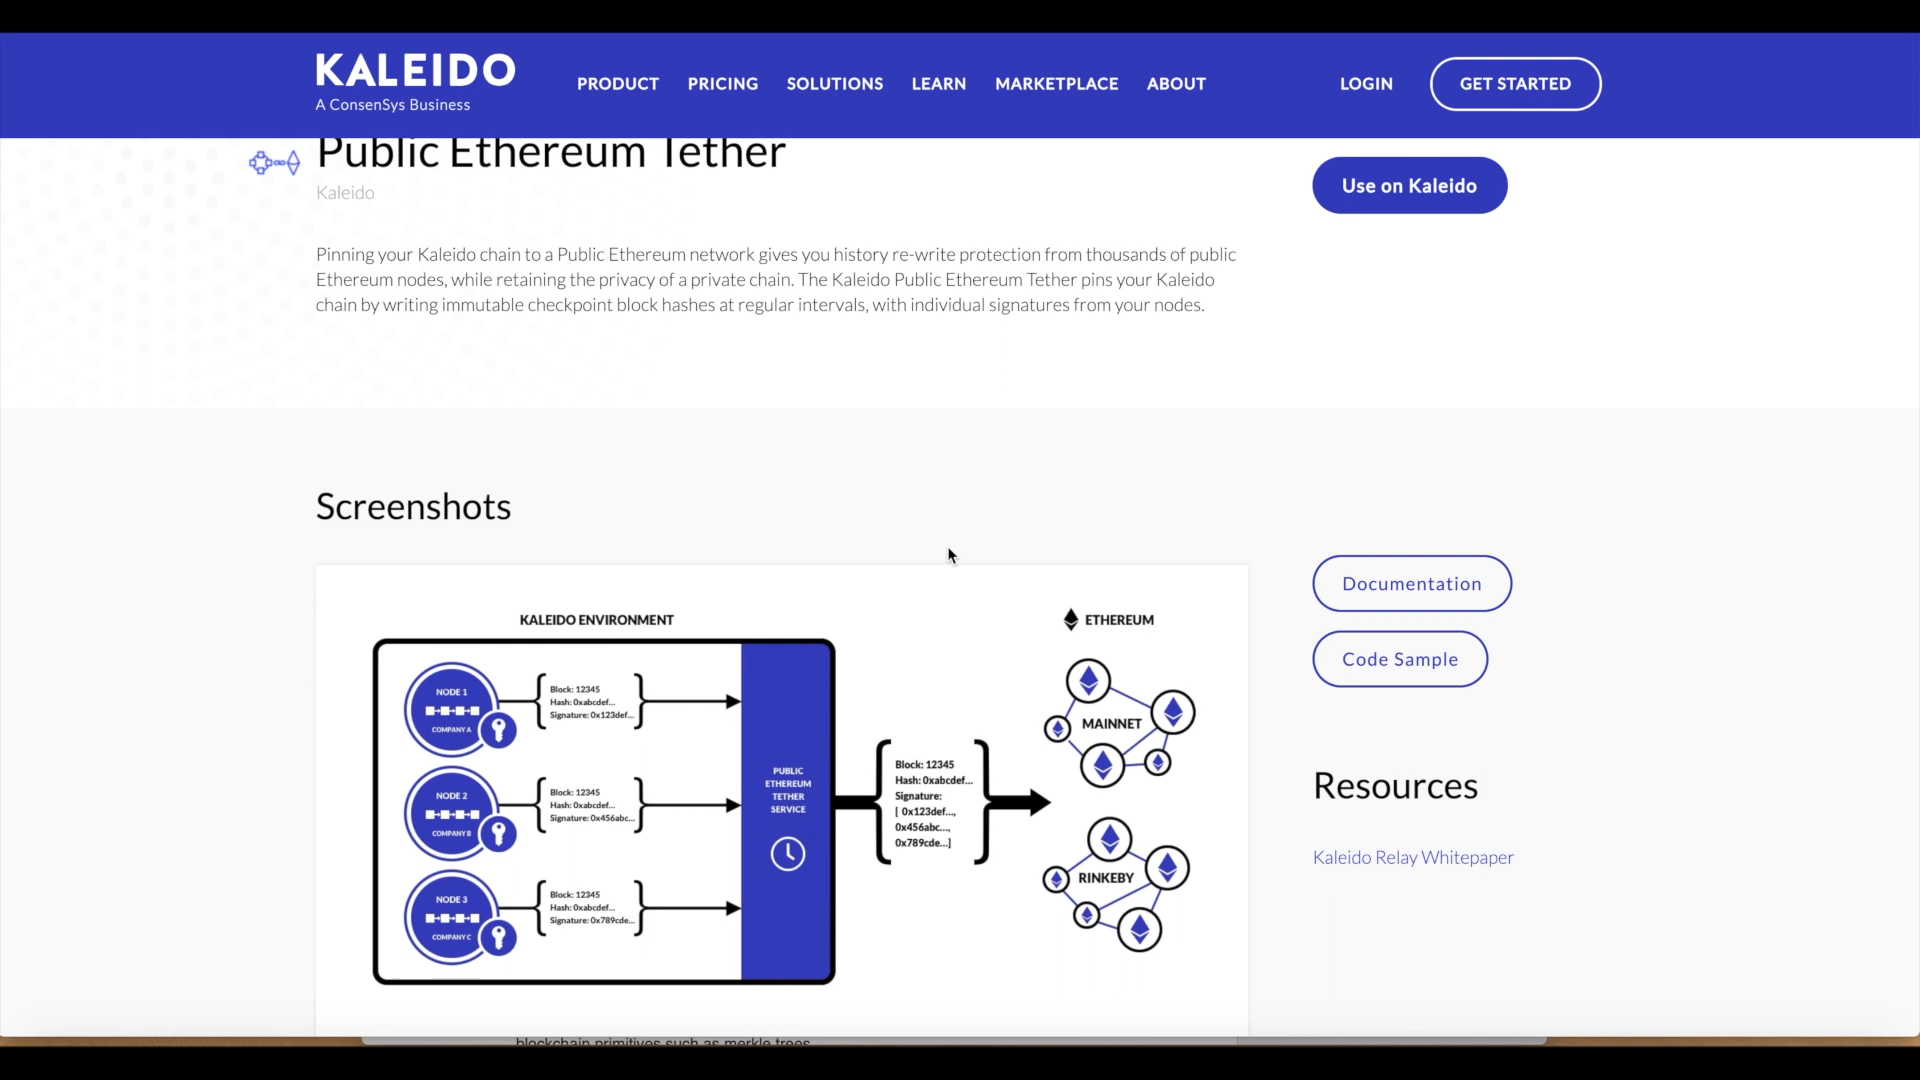 KALEIDO
A ConsenSys Business
PRODUCT PRICING SOLUTIONS LEARN MARKETPLACE ABOUT LOGIN GET STARTED
Public Ethereum Tether
Kaleido
Use on Kaleido
Pinning your Kaleido chain to a Public Ethereum network gives you history re-write protection from thousands of public
Ethereum nodes, while retaining the privacy of a private chain. The Kaleido Public Ethereum Tether pins your Kaleido
chain by writing immutable checkpoint block hashes at regular intervals, with individual signatures from your nodes.
Screenshots
KALEIDO ENVIRONMENT
NODE 1
COMPANY A
Block: 12345
Hash: 0xabcdef...
Signature: 0x123def...
NODE 2
COMPANY B
Block: 12345
Hash: 0xabcdef...
Signature: 0x456abc...
NODE 3
COMPANY C
Block: 12345
Hash: 0xabcdef...
Signature: 0x789cde...
PUBLIC
ETHEREUM
TETHER
SERVICE
Block: 12345
Hash: 0xabcdef...
Signature:
[ 0x123def...,
0x456abc...,
0x789cde...]
ETHEREUM
MAINNET
RINKEBY
Documentation
Code Sample
Resources
Kaleido Relay Whitepaper
blockchain primitives such as merkle trees